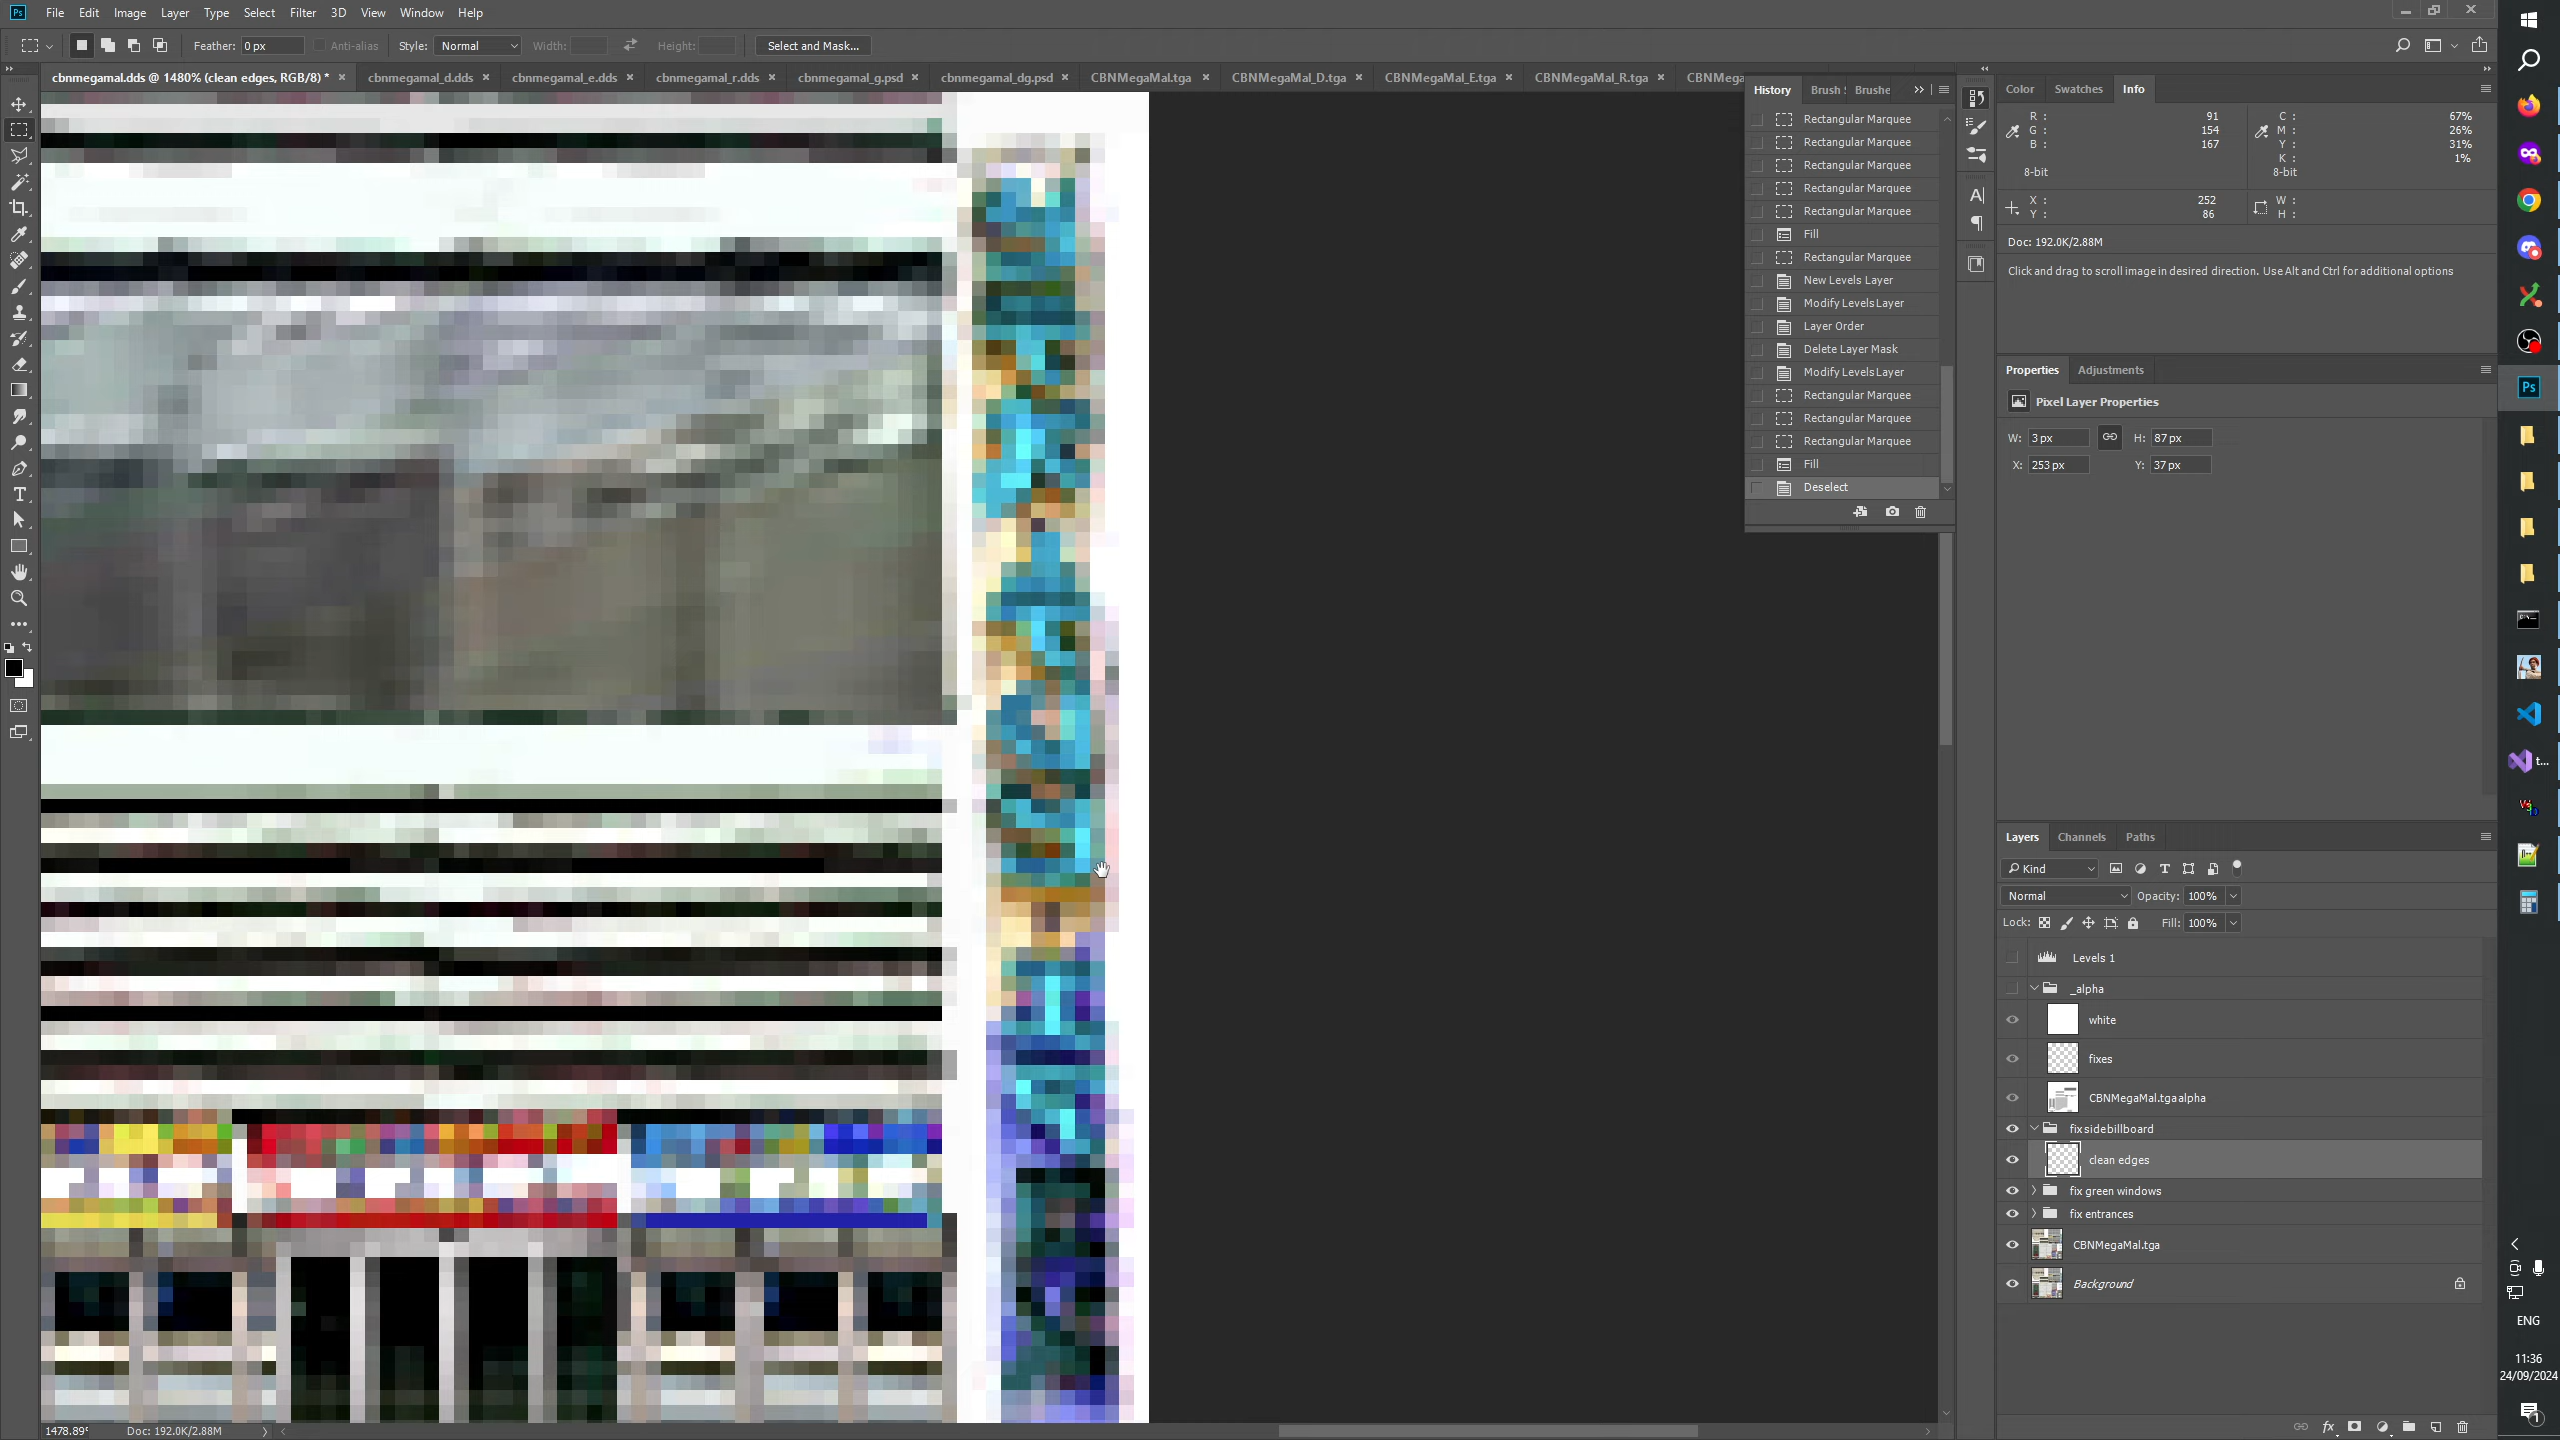 Ps File Edit Image Layer Type Select Filter 3D View Window Help
Feather: 0 px Anti-alias Style: Normal Width: Height: Select and Mask...
cbnmegamal.dds @ 1480% (clean edges, RGB/8) * × cbnmegamal_d.dds × cbnmegamal_e.dds × cbnmegamal_r.dds × cbnmegamal_g.psd × cbnmegamal_dg.psd × CBNMegaMal.tga × CBNMegaMal_D.tga × CBNMegaMal_E.tga × CBNMegaMal_R.tga × CBNMega
History Brush Brushe
Rectangular Marquee
Rectangular Marquee
Rectangular Marquee
Rectangular Marquee
Rectangular Marquee
Fill
Rectangular Marquee
New Levels Layer
Modify Levels Layer
Layer Order
Delete Layer Mask
Modify Levels Layer
Rectangular Marquee
Rectangular Marquee
Rectangular Marquee
Fill
Deselect
Color Swatches Info
R : 91 C : 67%
G : 154 M : 26%
B : 167 Y : 31%
K : 1%
8-bit 8-bit
X : 252 W :
Y : 86 H :
Doc: 192.0K/2.88M
Click and drag to scroll image in desired direction. Use Alt and Ctrl for additional options
Properties Adjustments
Pixel Layer Properties
W: 3 px H: 87 px
X: 253 px Y: 37 px
Layers Channels Paths
Kind
Normal Opacity: 100%
Lock: Fill: 100%
Levels 1
_alpha
white
fixes
CBNMegaMal.tga alpha
fix side billboard
clean edges
fix green windows
fix entrances
CBNMegaMal.tga
Background
1478.89% Doc: 192.0K/2.88M
Ps
t...
ENG
11:36
24/09/2024
1